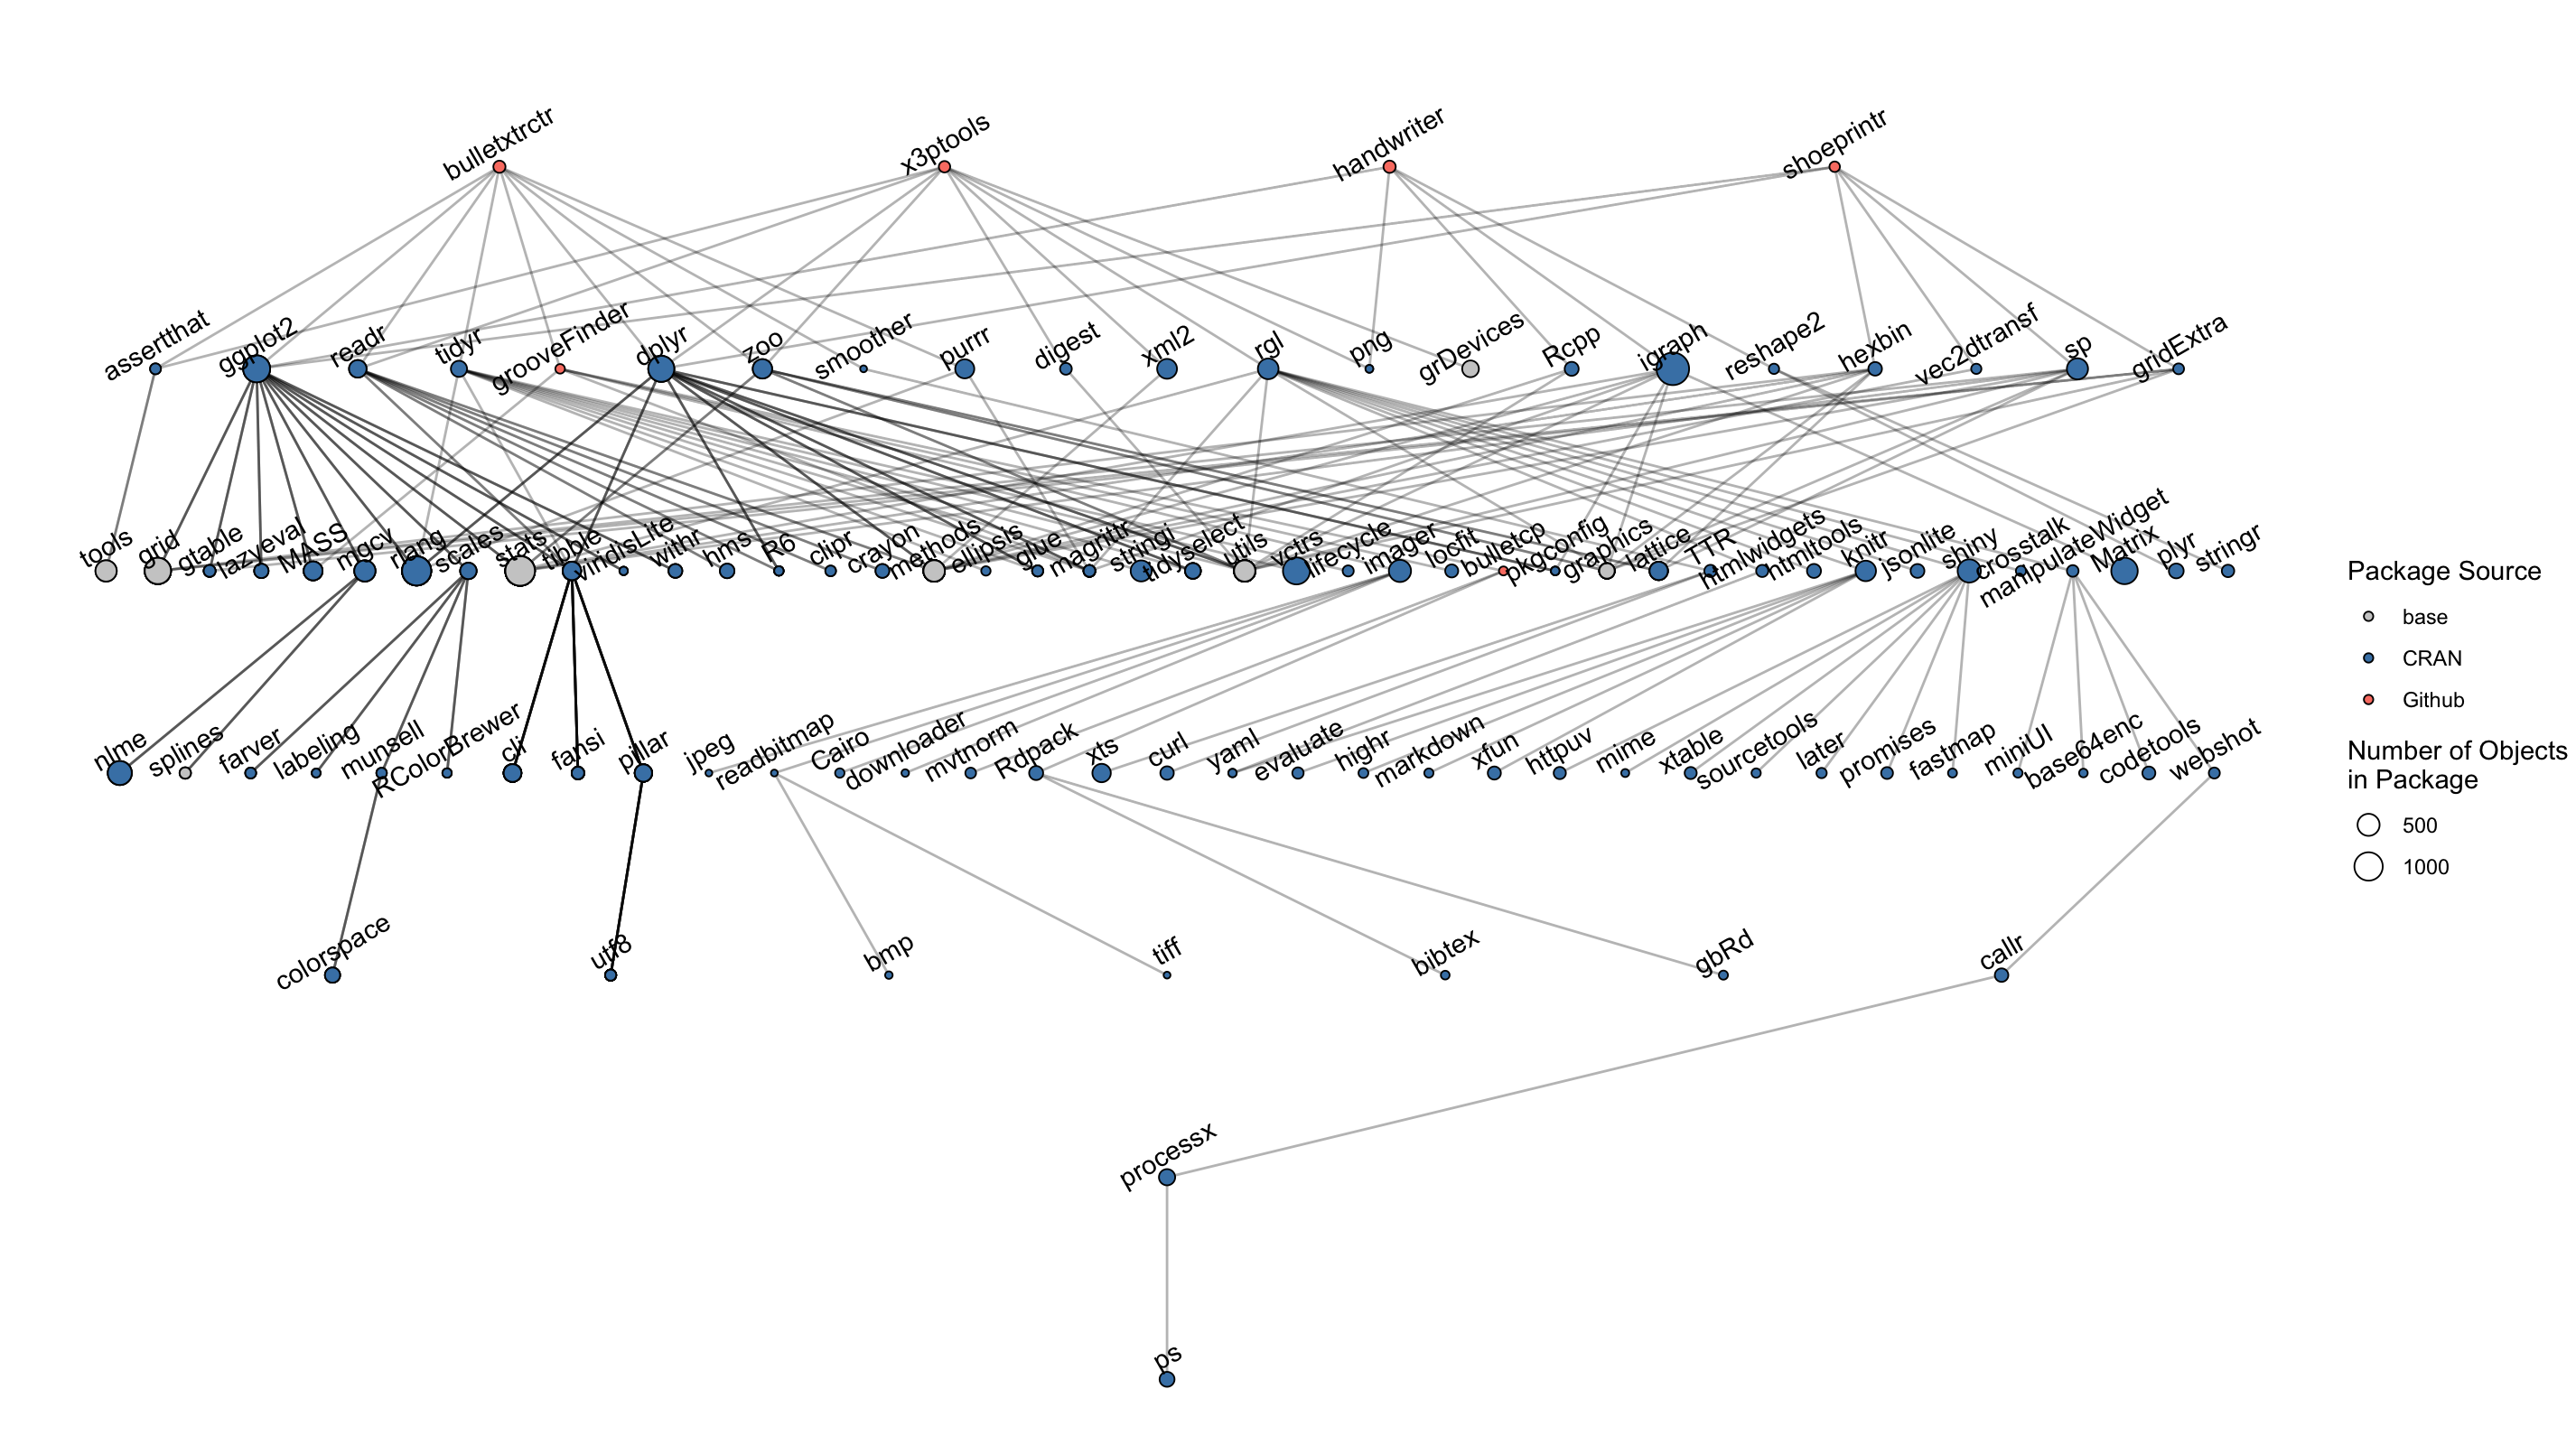 bulletxtrctr
x3ptools
handwriter
shoeprintr
assertthat
ggplot2
readr
tidyr
grooveFinder
dplyr
zoo
smoother
purrr
digest
xml2
rgl
png
grDevices
Rcpp
igraph
reshape2
hexbin
vec2dtransf
sp
gridExtra
tools
grid
gtable
lazyeval
MASS
mgcv
rlang
scales
stats
tibble
viridisLite
withr
hms
R6
clipr
crayon
methods
ellipsis
glue
magrittr
stringi
tidyselect
utils
vctrs
lifecycle
imager
locfit
bulletcp
pkgconfig
graphics
lattice
TTR
htmlwidgets
htmltools
knitr
jsonlite
shiny
crosstalk
manipulateWidget
Matrix
plyr
stringr
nlme
splines
farver
labeling
munsell
RColorBrewer
cli
fansi
pillar
jpeg
readbitmap
Cairo
downloader
mvtnorm
Rdpack
xts
curl
yaml
evaluate
highr
markdown
xfun
httpuv
mime
xtable
sourcetools
later
promises
fastmap
miniUI
base64enc
codetools
webshot
colorspace
utf8
bmp
tiff
bibtex
gbRd
callr
processx
ps
Package Source
base
CRAN
Github
Number of Objects
in Package
500
1000